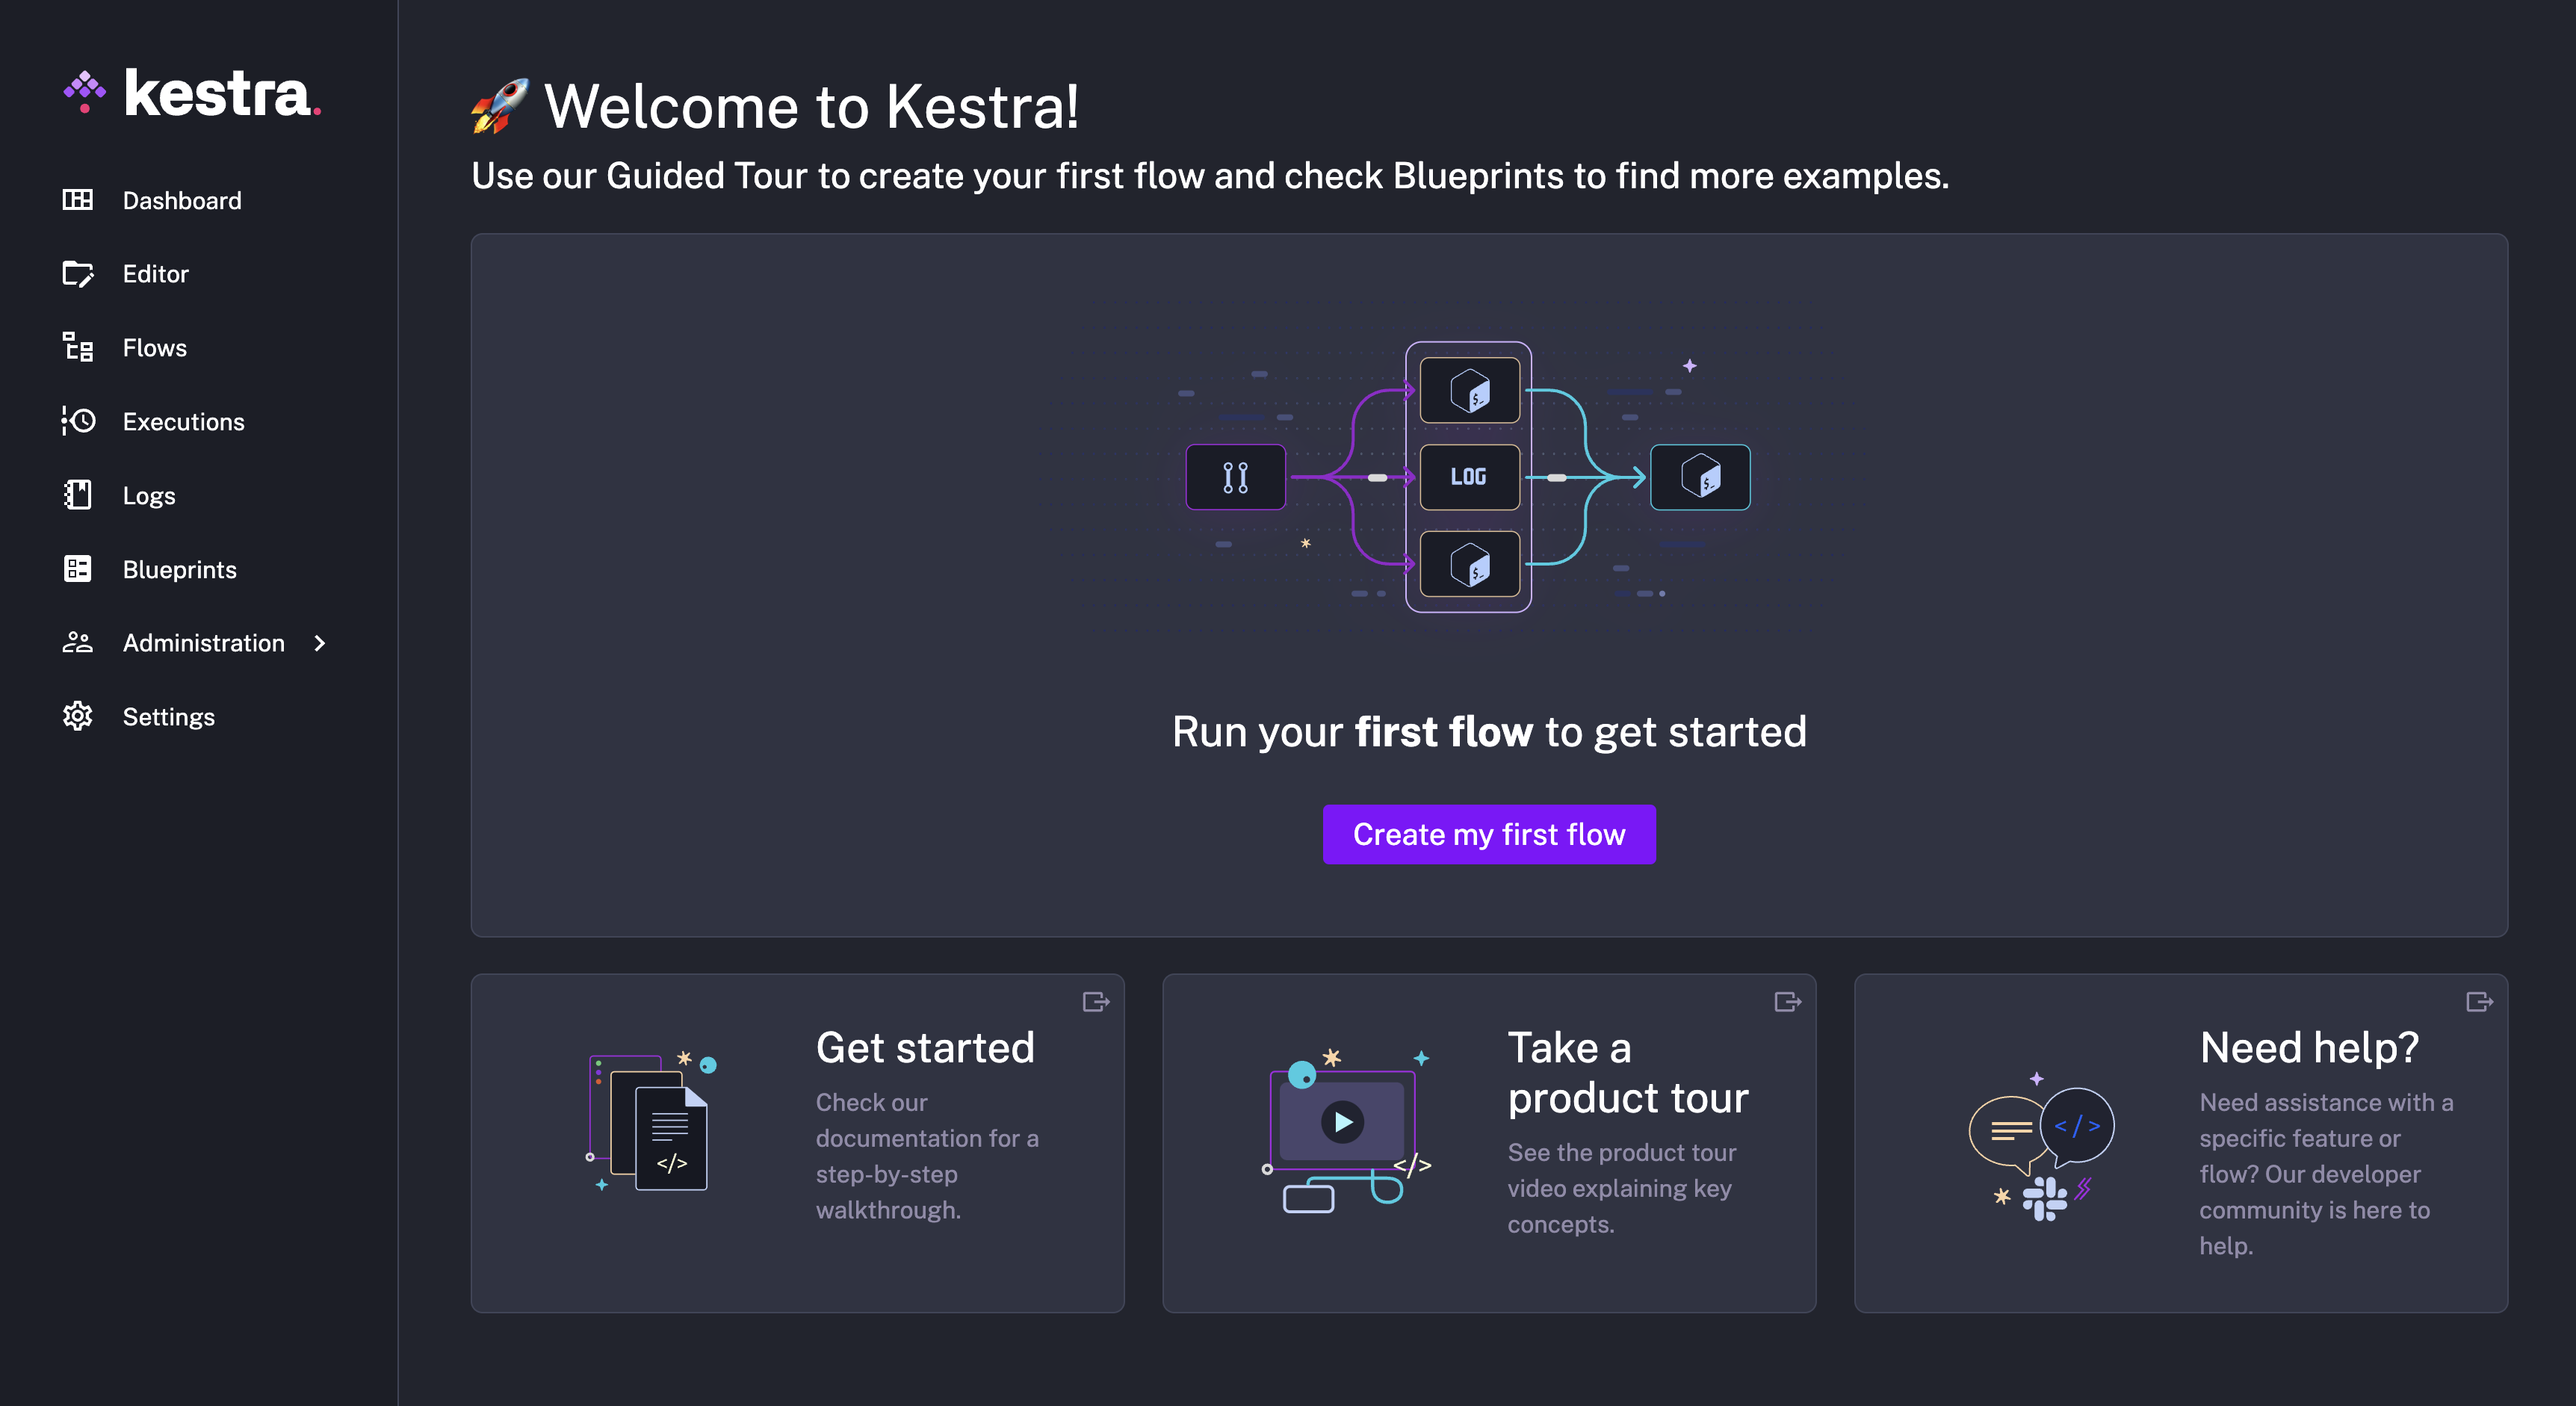 kestra.
Dashboard
Editor
Flows
Executions
Logs
Blueprints
Administration
Settings
🚀 Welcome to Kestra!
Use our Guided Tour to create your first flow and check Blueprints to find more examples.
$_
LOG
$_
$_
Run your first flow to get started
Create my first flow
Get started
Check our
documentation for a
step-by-step
walkthrough.
</>
Take a
product tour
See the product tour
video explaining key
concepts.
</>
Need help?
Need assistance with a
specific feature or
flow? Our developer
community is here to
help.
</>